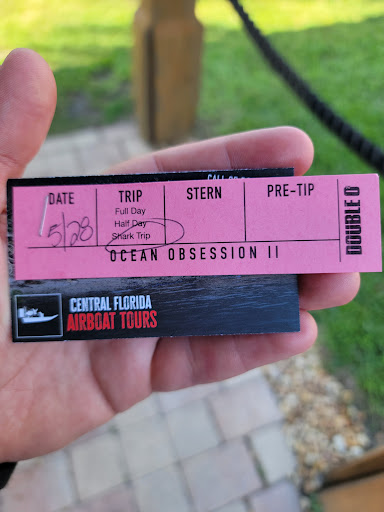 DATE TRIP STERN PRE-TIP
5/28 Full Day
Half Day
Shark Trip
OCEAN OBSESSION II
DOUBLE O
CENTRAL FLORIDA
AIRBOAT TOURS